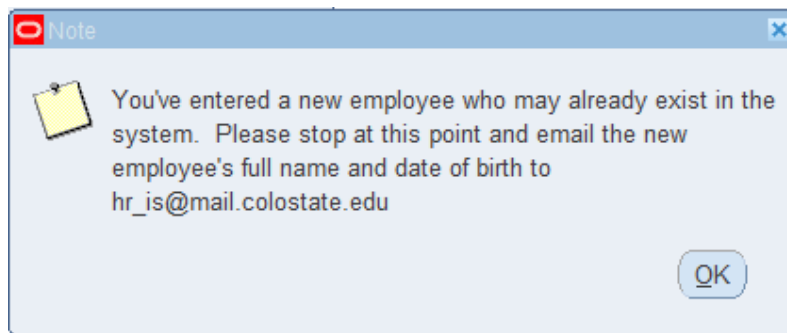 Note
You've entered a new employee who may already exist in the
system.  Please stop at this point and email the new
employee's full name and date of birth to
hr_is@mail.colostate.edu
OK